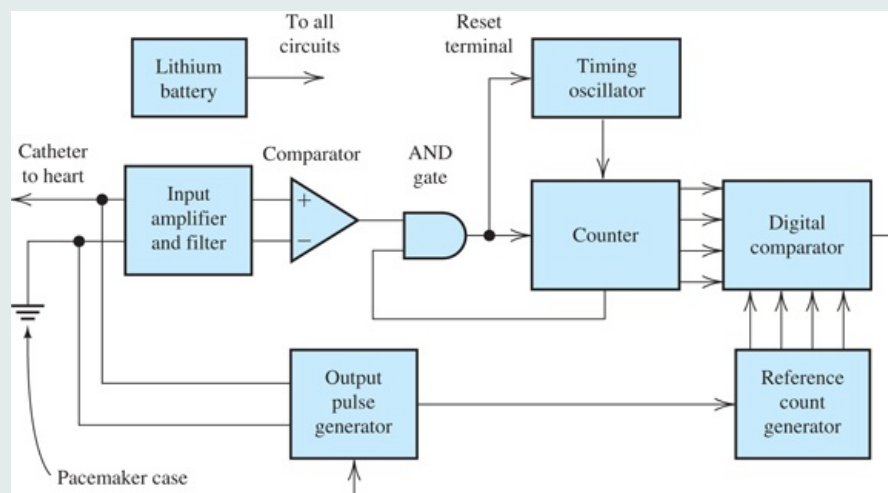 To all
circuits
Reset
terminal
Lithium
battery
Timing
oscillator
Catheter
to heart
Comparator
AND
gate
Input
amplifier
and filter
+
−
Counter
Digital
comparator
Output
pulse
generator
Reference
count
generator
Pacemaker case